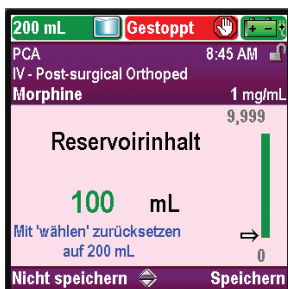 200 mL Gestoppt
PCA 8:45 AM
IV - Post-surgical Orthoped
Morphine 1 mg/mL
9,999
Reservoirinhalt
100 mL
Mit 'wählen' zurücksetzen
auf 200 mL
0
Nicht speichern Speichern